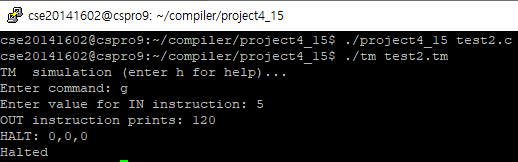 cse20141602@cspro9: ~/compiler/project4_15
cse20141602@cspro9:~/compiler/project4_15$ ./project4_15 test2.c
cse20141602@cspro9:~/compiler/project4_15$ ./tm test2.tm
TM  simulation (enter h for help)...
Enter command: g
Enter value for IN instruction: 5
OUT instruction prints: 120
HALT: 0,0,0
Halted